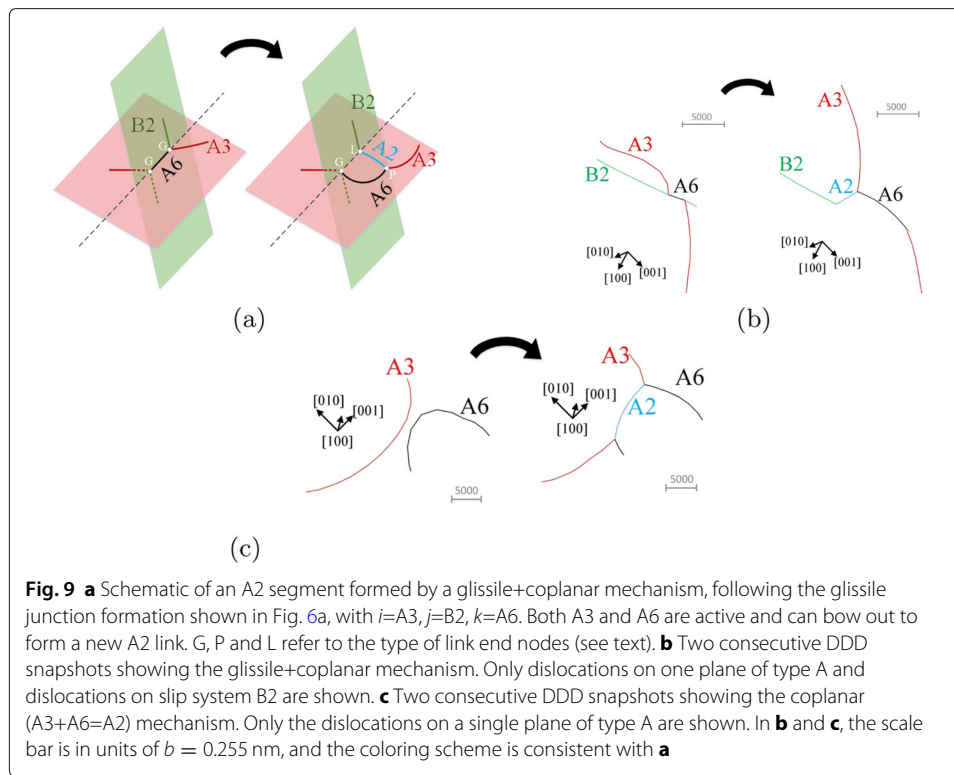 B2
G
A3
G
A6
B2
L
A2
G
A3
P
A6
(a)
5000
A3
B2
A6
[010]
[100]
[001]
5000
A3
B2
A2
A6
[010]
[100]
[001]
(b)
A3
[010]
[001]
[100]
A6
5000
A3
A6
A2
[010]
[001]
[100]
5000
(c)
Fig. 9 a Schematic of an A2 segment formed by a glissile+coplanar mechanism, following the glissile
junction formation shown in Fig. 6a, with i=A3, j=B2, k=A6. Both A3 and A6 are active and can bow out to
form a new A2 link. G, P and L refer to the type of link end nodes (see text). b Two consecutive DDD
snapshots showing the glissile+coplanar mechanism. Only dislocations on one plane of type A and
dislocations on slip system B2 are shown. c Two consecutive DDD snapshots showing the coplanar
(A3+A6=A2) mechanism. Only the dislocations on a single plane of type A are shown. In b and c, the scale
bar is in units of b = 0.255 nm, and the coloring scheme is consistent with a